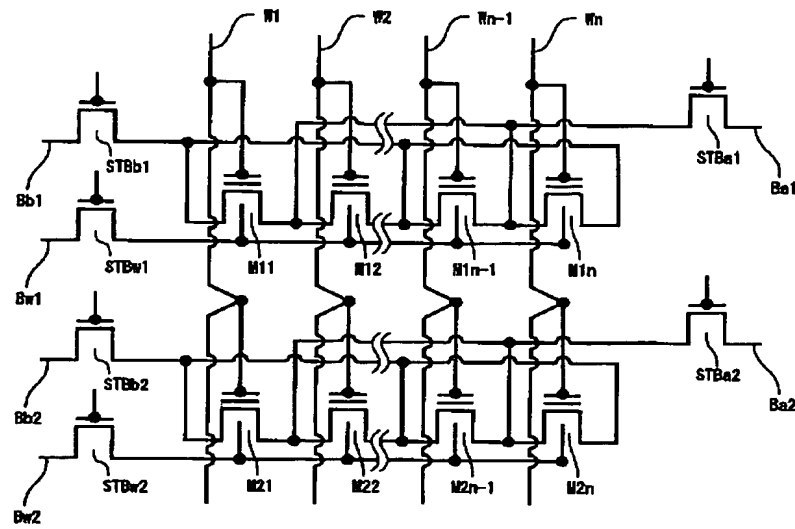 W1 W2 Wn-1 Wn
STBb1 STBa1
Bb1 Ba1
M11 M12 M1n-1 M1n
STBw1
Bw1
STBb2 STBa2
Bb2 Ba2
M21 M22 M2n-1 M2n
STBw2
Bw2